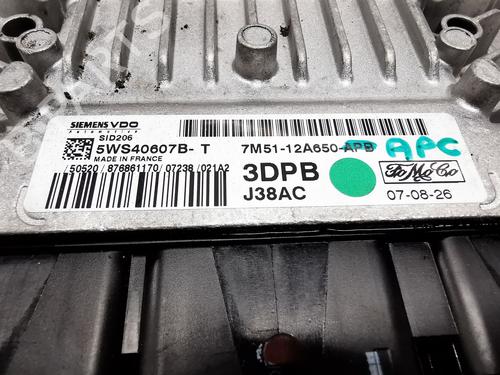 SIEMENS VDO
Automotive
SID206
5WS40607B- T
7M51-12A650-APB APC
MADE IN FRANCE
/50520 / 876861170 / 07238 / 021A2
3DPB
J38AC
FoMoCo
07-08-26